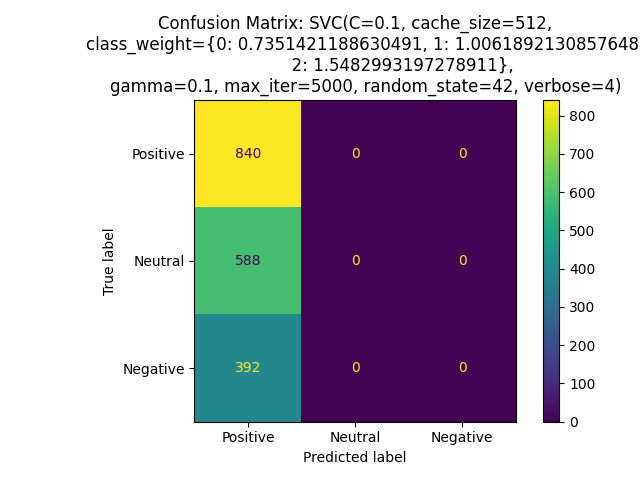 Confusion Matrix: SVC(C=0.1, cache_size=512,
class_weight={0: 0.7351421188630491, 1: 1.0061892130857648
2: 1.5482993197278911},
gamma=0.1, max_iter=5000, random_state=42, verbose=4)
Positive 840 0 0
Neutral 588 0 0
Negative 392 0 0
Positive Neutral Negative
Predicted label
True label
800
700
600
500
400
300
200
100
0